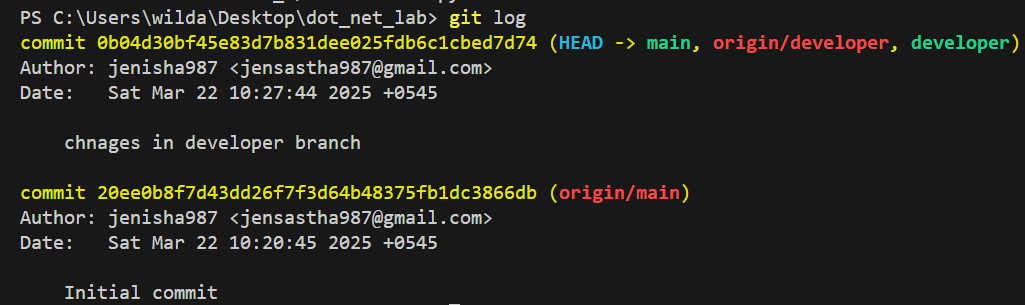 PS C:\Users\wilda\Desktop\dot_net_lab> git log
commit 0b04d30bf45e83d7b831dee025fdb6c1cbed7d74 (HEAD -> main, origin/developer, developer)
Author: jenisha987 <jensastha987@gmail.com>
Date:   Sat Mar 22 10:27:44 2025 +0545
    chnages in developer branch
commit 20ee0b8f7d43dd26f7f3d64b48375fb1dc3866db (origin/main)
Author: jenisha987 <jensastha987@gmail.com>
Date:   Sat Mar 22 10:20:45 2025 +0545
    Initial commit